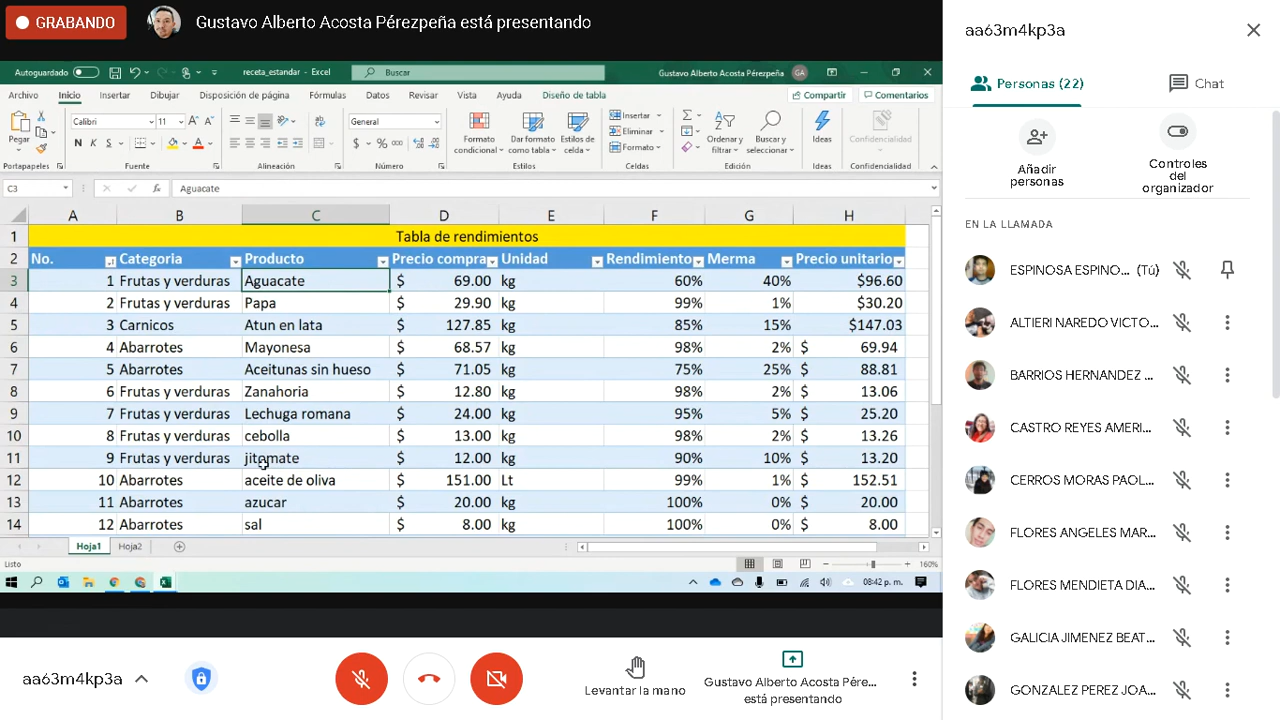 GRABANDO
Gustavo Alberto Acosta Pérezpeña está presentando
Autoguardado
receta_estandar - Excel
Buscar
Gustavo Alberto Acosta Pérezpeña GA
Archivo Inicio Insertar Dibujar Disposición de página Fórmulas Datos Revisar Vista Ayuda Diseño de tabla Compartir Comentarios
Pegar
Calibri 11
N K S
General
$ % 000
Formato condicional
Dar formato como tabla
Estilos de celda
Insertar
Eliminar
Formato
Ordenar y filtrar
Buscar y seleccionar
Ideas
Confidencialidad
Portapapeles Fuente Alineación Número Estilos Celdas Edición Ideas Confidencialidad
C3 fx Aguacate
A B C D E F G H
1 Tabla de rendimientos
2 No. Categoria Producto Precio compra Unidad Rendimiento Merma Precio unitario
3 1 Frutas y verduras Aguacate $ 69.00 kg 60% 40% $96.60
4 2 Frutas y verduras Papa $ 29.90 kg 99% 1% $30.20
5 3 Carnicos Atun en lata $ 127.85 kg 85% 15% $147.03
6 4 Abarrotes Mayonesa $ 68.57 kg 98% 2% $ 69.94
7 5 Abarrotes Aceitunas sin hueso $ 71.05 kg 75% 25% $ 88.81
8 6 Frutas y verduras Zanahoria $ 12.80 kg 98% 2% $ 13.06
9 7 Frutas y verduras Lechuga romana $ 24.00 kg 95% 5% $ 25.20
10 8 Frutas y verduras cebolla $ 13.00 kg 98% 2% $ 13.26
11 9 Frutas y verduras jitomate $ 12.00 kg 90% 10% $ 13.20
12 10 Abarrotes aceite de oliva $ 151.00 Lt 99% 1% $ 152.51
13 11 Abarrotes azucar $ 20.00 kg 100% 0% $ 20.00
14 12 Abarrotes sal $ 8.00 kg 100% 0% $ 8.00
Hoja1 Hoja2
Listo
160%
08:42 p. m.
aa63m4kp3a
Levantar la mano
Gustavo Alberto Acosta Pére...
está presentando
aa63m4kp3a
Personas (22)
Chat
Añadir personas
Controles del organizador
EN LA LLAMADA
ESPINOSA ESPINO... (Tú)
ALTIERI NAREDO VICTO...
BARRIOS HERNANDEZ ...
CASTRO REYES AMERI...
CERROS MORAS PAOL...
FLORES ANGELES MAR...
FLORES MENDIETA DIA...
GALICIA JIMENEZ BEAT...
GONZALEZ PEREZ JOA...